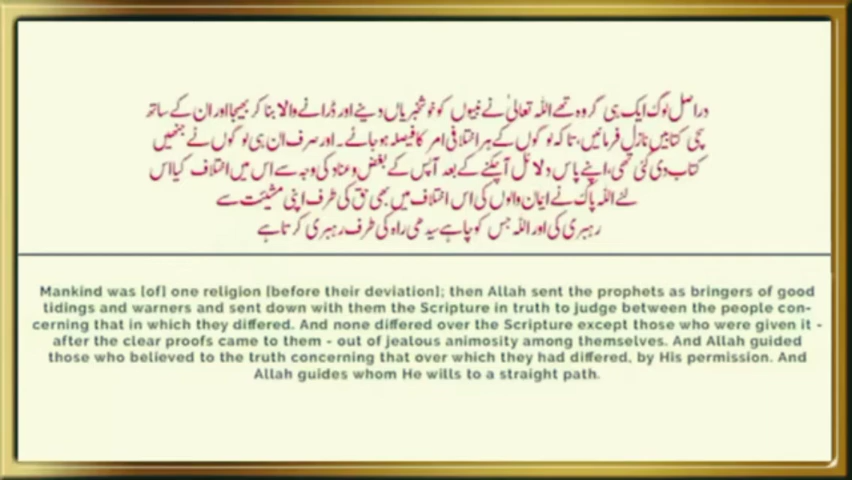 دراصل لوگ ایک ہی گروہ تھے اللہ تعالیٰ نے نبیوں کو خوشخبریاں دینے اور ڈرانے والا بنا کر بھیجا اور ان کے ساتھ
سچی کتابیں نازل فرمائیں، تاکہ لوگوں کے ہر اختلافی امر کا فیصلہ ہوجائے۔ اور صرف ان ہی لوگوں نے جنھیں
کتاب دی گئی تھی، اپنے پاس دلائل آچکنے کے بعد آپس کے بغض وعناد کی وجہ سے اس میں اختلاف کیا اس
لئے اللہ پاک نے ایمان والوں کی اس اختلاف میں بھی حق کی طرف اپنی مشیئت سے
رہبری کی اور اللہ جس کو چاہے سیدھی راہ کی طرف رہبری کرتا ہے
Mankind was [of] one religion [before their deviation]; then Allah sent the prophets as bringers of good
tidings and warners and sent down with them the Scripture in truth to judge between the people con-
cerning that in which they differed. And none differed over the Scripture except those who were given it -
after the clear proofs came to them - out of jealous animosity among themselves. And Allah guided
those who believed to the truth concerning that over which they had differed, by His permission. And
Allah guides whom He wills to a straight path.